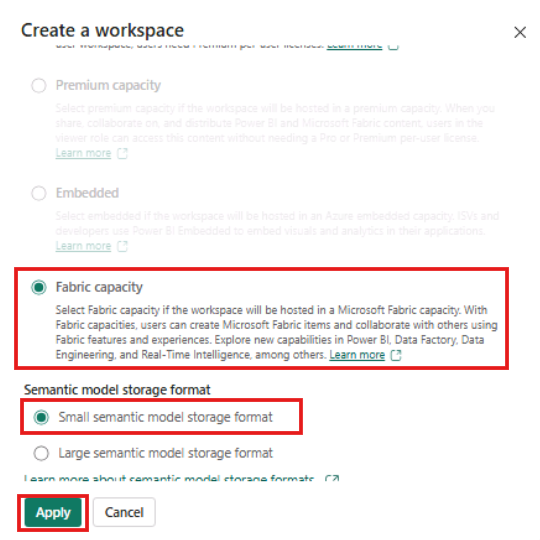 Create a workspace
user workspace, users need Premium per-user licenses. Learn more
Premium capacity
Select premium capacity if the workspace will be hosted in a premium capacity. When you
share, collaborate on, and distribute Power BI and Microsoft Fabric content, users in the
viewer role can access this content without needing a Pro or Premium per-user license.
Learn more
Embedded
Select embedded if the workspace will be hosted in an Azure embedded capacity. ISVs and
developers use Power BI Embedded to embed visuals and analytics in their applications.
Learn more
Fabric capacity
Select Fabric capacity if the workspace will be hosted in a Microsoft Fabric capacity. With
Fabric capacities, users can create Microsoft Fabric items and collaborate with others using
Fabric features and experiences. Explore new capabilities in Power BI, Data Factory, Data
Engineering, and Real-Time Intelligence, among others. Learn more
Semantic model storage format
Small semantic model storage format
Large semantic model storage format
Learn more about semantic model storage formats
Apply
Cancel